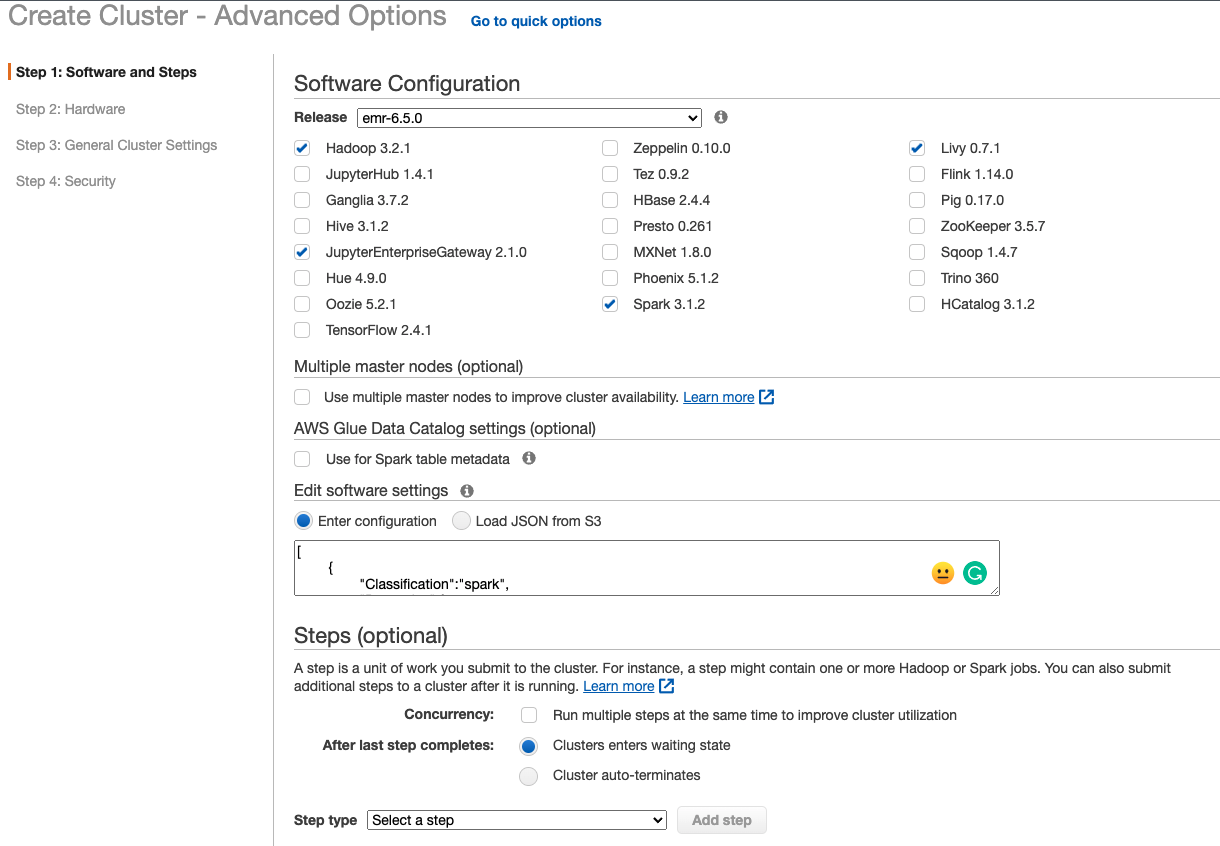 Create Cluster - Advanced Options Go to quick options
Step 1: Software and Steps
Step 2: Hardware
Step 3: General Cluster Settings
Step 4: Security
Software Configuration
Release emr-6.5.0
Hadoop 3.2.1 Zeppelin 0.10.0 Livy 0.7.1
JupyterHub 1.4.1 Tez 0.9.2 Flink 1.14.0
Ganglia 3.7.2 HBase 2.4.4 Pig 0.17.0
Hive 3.1.2 Presto 0.261 ZooKeeper 3.5.7
JupyterEnterpriseGateway 2.1.0 MXNet 1.8.0 Sqoop 1.4.7
Hue 4.9.0 Phoenix 5.1.2 Trino 360
Oozie 5.2.1 Spark 3.1.2 HCatalog 3.1.2
TensorFlow 2.4.1
Multiple master nodes (optional)
Use multiple master nodes to improve cluster availability. Learn more
AWS Glue Data Catalog settings (optional)
Use for Spark table metadata
Edit software settings
Enter configuration Load JSON from S3
[
{
"Classification":"spark",
Steps (optional)
A step is a unit of work you submit to the cluster. For instance, a step might contain one or more Hadoop or Spark jobs. You can also submit
additional steps to a cluster after it is running. Learn more
Concurrency: Run multiple steps at the same time to improve cluster utilization
After last step completes: Clusters enters waiting state
Cluster auto-terminates
Step type Select a step Add step